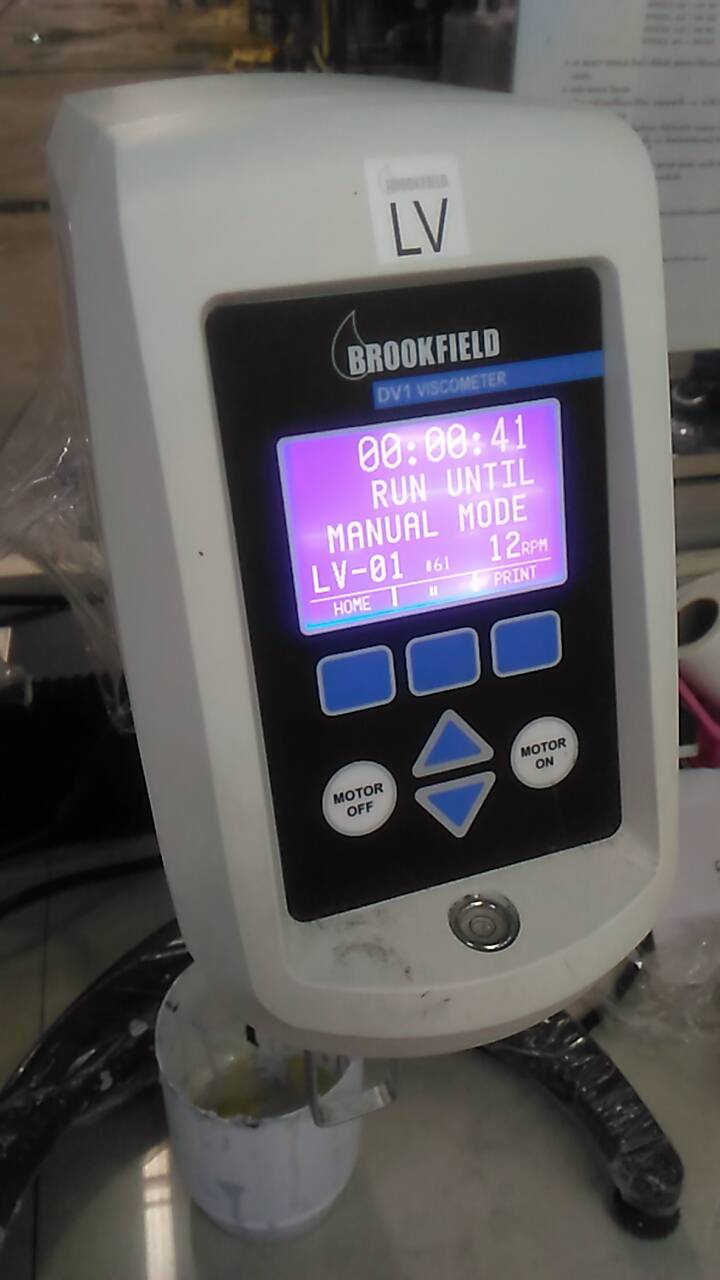 BROOKFIELD
LV
BROOKFIELD
DV1 VISCOMETER
00:00:41
RUN UNTIL
MANUAL MODE
LV-01 #61 12RPM
HOME PRINT
MOTOR OFF
MOTOR ON